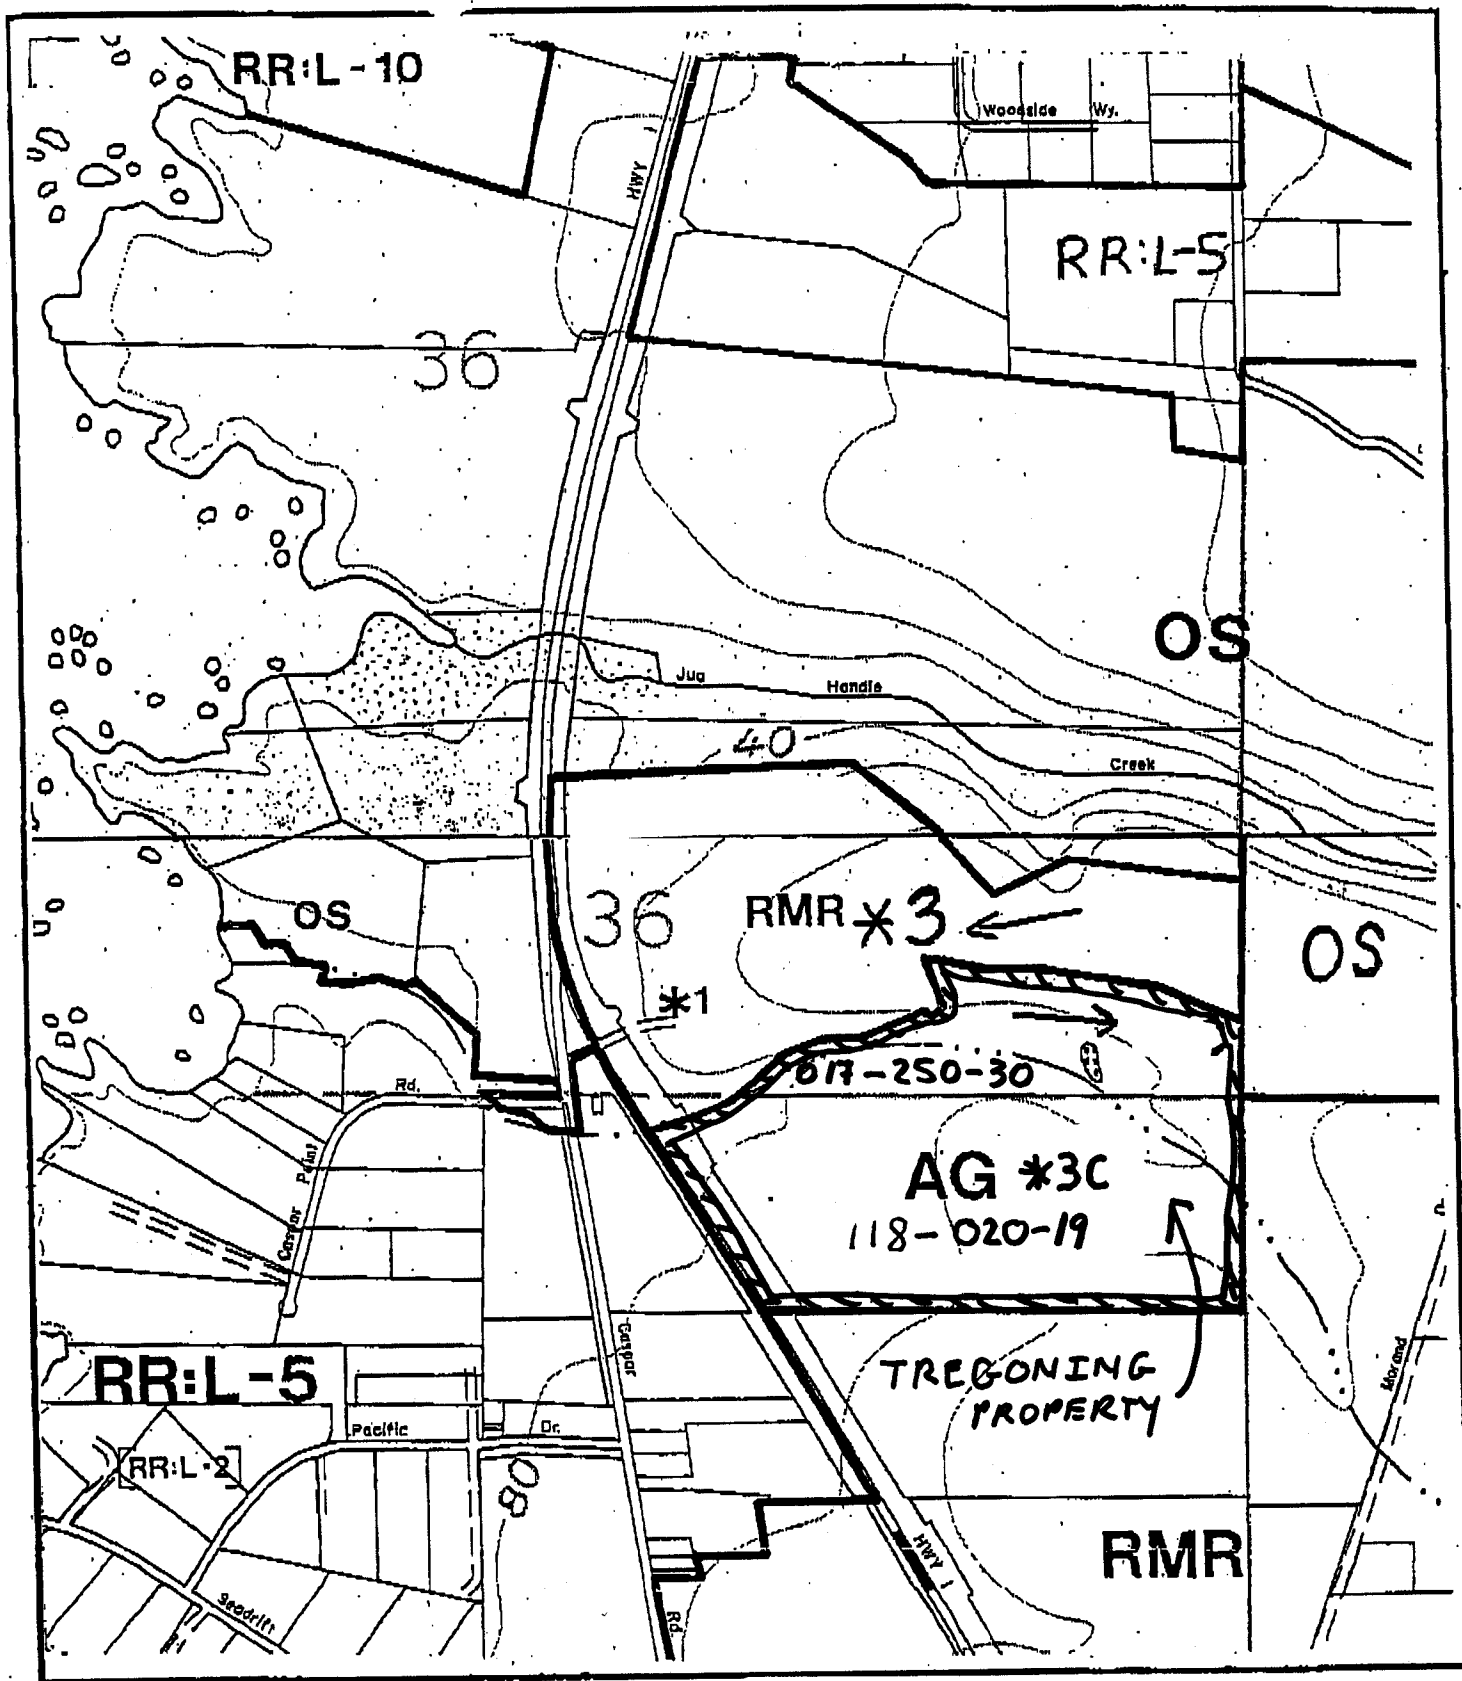 RR:L-10
Woodside Wy.
HWY
RR:L-5
36
OS
Jug Handle
Creek
OS
36
RMR *3
OS
*1
017-250-30
Rd.
Point
Caspar
AG *3C
118-020-19
TREGONING
PROPERTY
Caspar
Morand
RR:L-5
Pacific Dr.
RR:L-2
80
RMR
HWY 1
Seadrift
Rd.